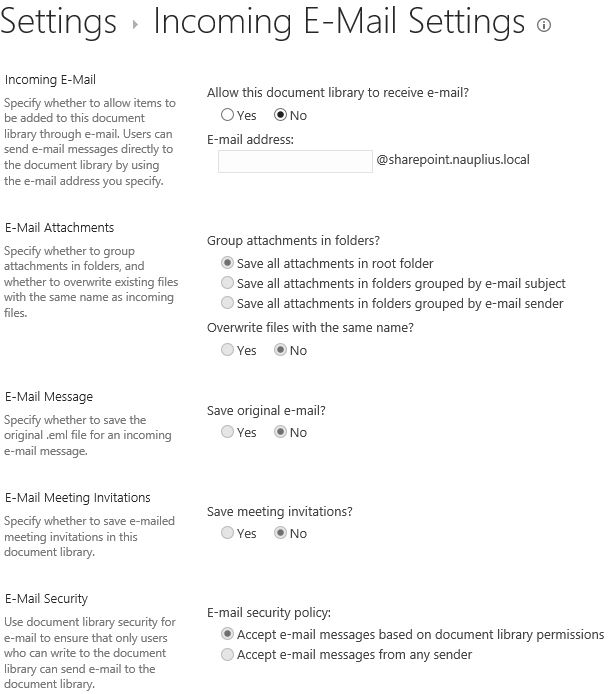 Settings › Incoming E-Mail Settings
Incoming E-Mail
Specify whether to allow items to
be added to this document
library through e-mail. Users can
send e-mail messages directly to
the document library by using
the e-mail address you specify.
Allow this document library to receive e-mail?
Yes No
E-mail address:
@sharepoint.nauplius.local
E-Mail Attachments
Specify whether to group
attachments in folders, and
whether to overwrite existing files
with the same name as incoming
files.
Group attachments in folders?
Save all attachments in root folder
Save all attachments in folders grouped by e-mail subject
Save all attachments in folders grouped by e-mail sender
Overwrite files with the same name?
Yes No
E-Mail Message
Specify whether to save the
original .eml file for an incoming
e-mail message.
Save original e-mail?
Yes No
E-Mail Meeting Invitations
Specify whether to save e-mailed
meeting invitations in this
document library.
Save meeting invitations?
Yes No
E-Mail Security
Use document library security for
e-mail to ensure that only users
who can write to the document
library can send e-mail to the
document library.
E-mail security policy:
Accept e-mail messages based on document library permissions
Accept e-mail messages from any sender